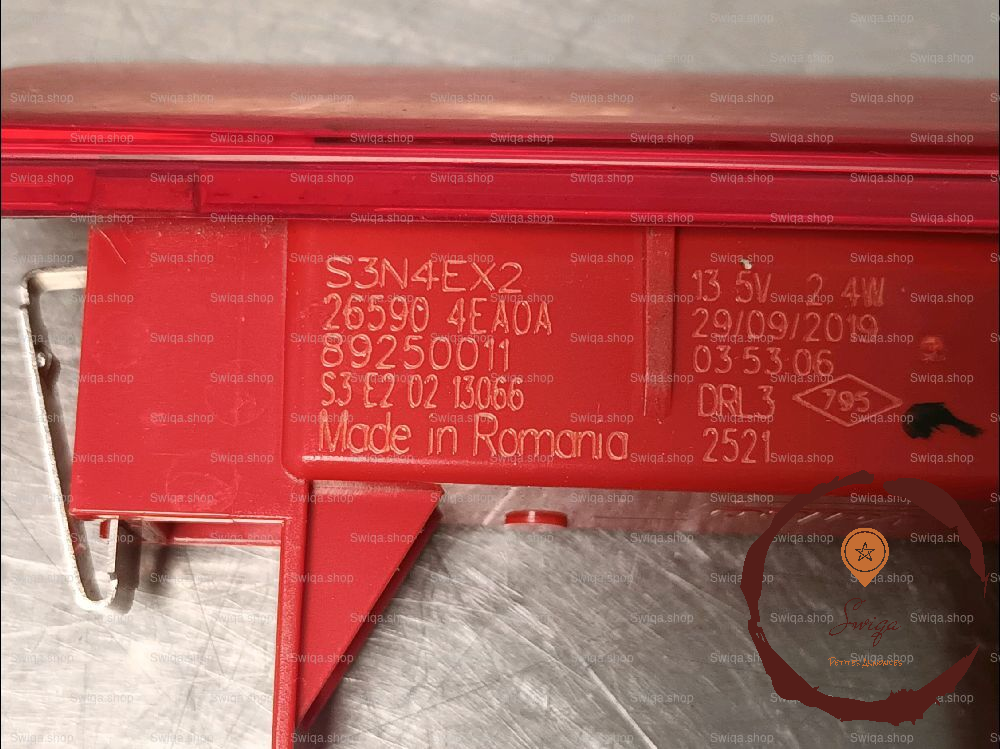 S3N4EX2
26590 4EA0A
89250011
S3 E2 02 13066
Made in Romania
13.5V 2.4W
29/09/2019
03:53:06
DRL3 795
2521
Swiqa
Swiqa.shop